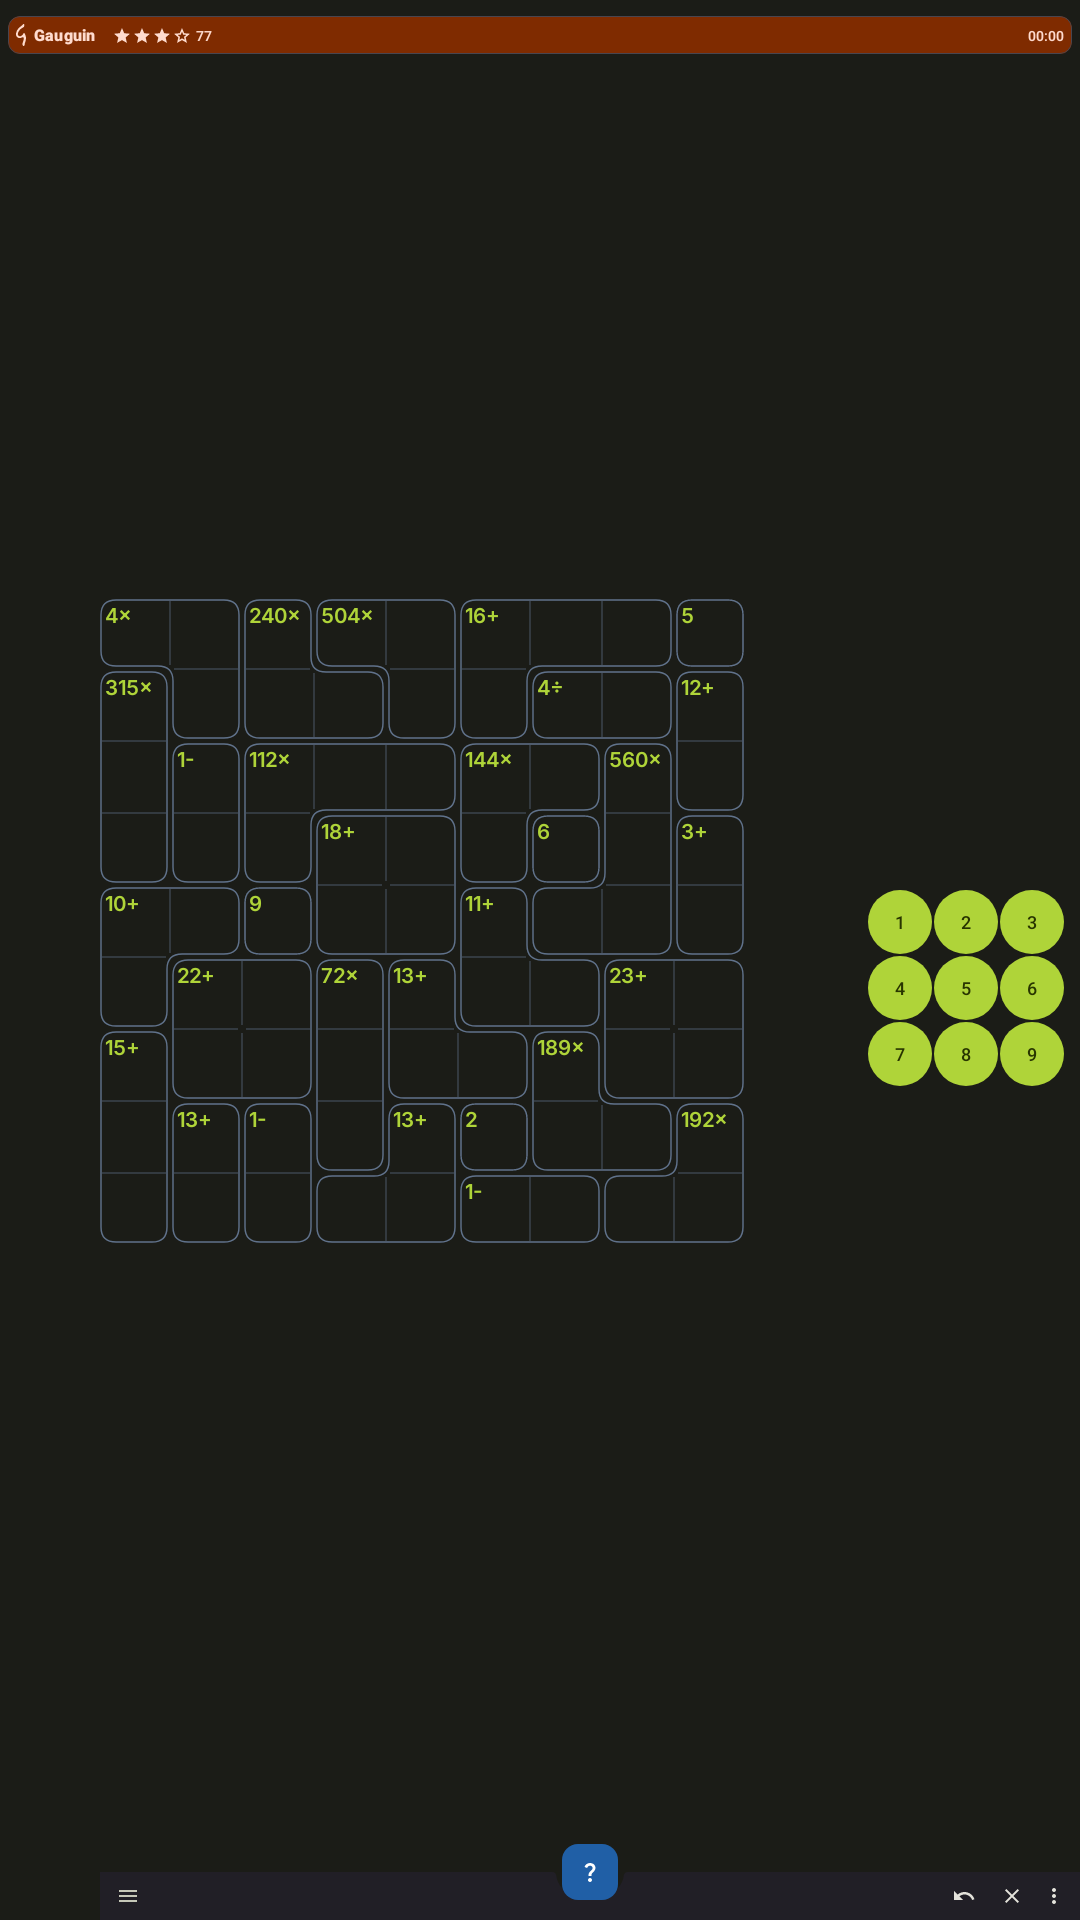 Gauguin 77 00:00
4× 240× 504× 16+ 5
315× 4÷ 12+
1- 112× 144× 560×
18+ 6 3+
10+ 9 11+
22+ 72× 13+ 23+
15+ 189×
13+ 1- 13+ 2 192×
1-
1 2 3
4 5 6
7 8 9
?